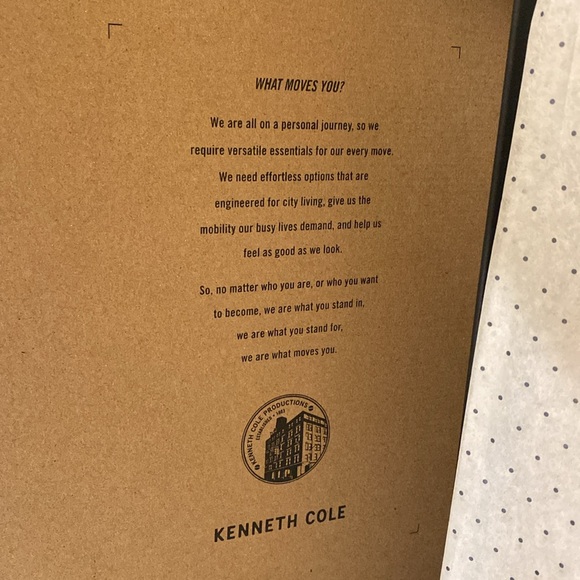 WHAT MOVES YOU?
We are all on a personal journey, so we
require versatile essentials for our every move.
We need effortless options that are
engineered for city living, give us the
mobility our busy lives demand, and help us
feel as good as we look.
So, no matter who you are, or who you want
to become, we are what you stand in,
we are what you stand for,
we are what moves you.
KENNETH COLE PRODUCTIONS
ESTABLISHED • 1982
KENNETH COLE